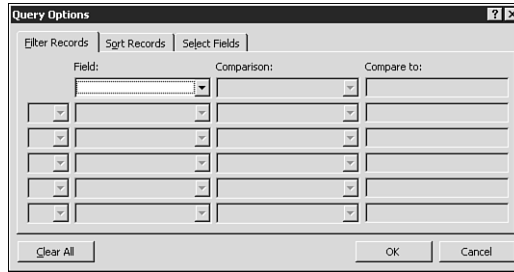 Query Options
Filter Records Sort Records Select Fields
Field: Comparison: Compare to:
Clear All OK Cancel